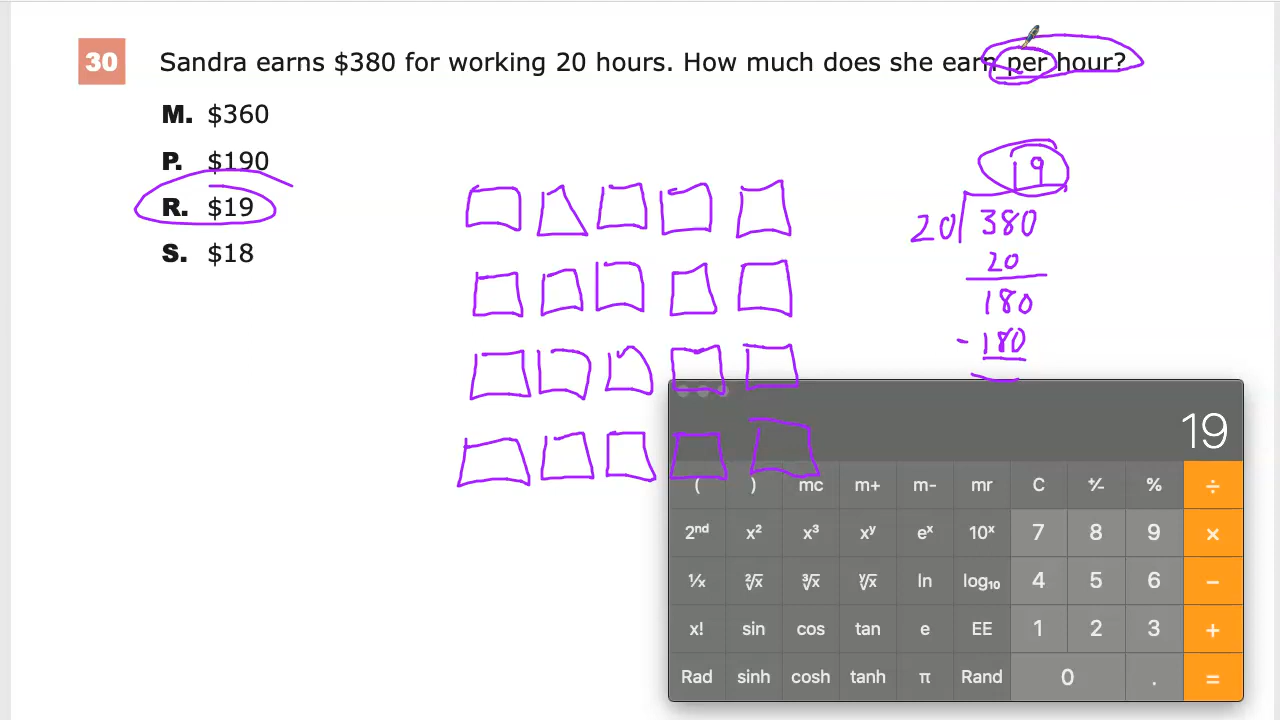 30 Sandra earns $380 for working 20 hours. How much does she earn per hour?
M. $360
P. $190
R. $19
S. $18
19
20 380
20
180
- 180
19
( ) mc m+ m- mr C +/- % ÷
2nd x² x³ xʸ eˣ 10ˣ 7 8 9 ×
1/x ²√x ³√x ʸ√x ln log₁₀ 4 5 6 −
x! sin cos tan e EE 1 2 3 +
Rad sinh cosh tanh π Rand 0 . =